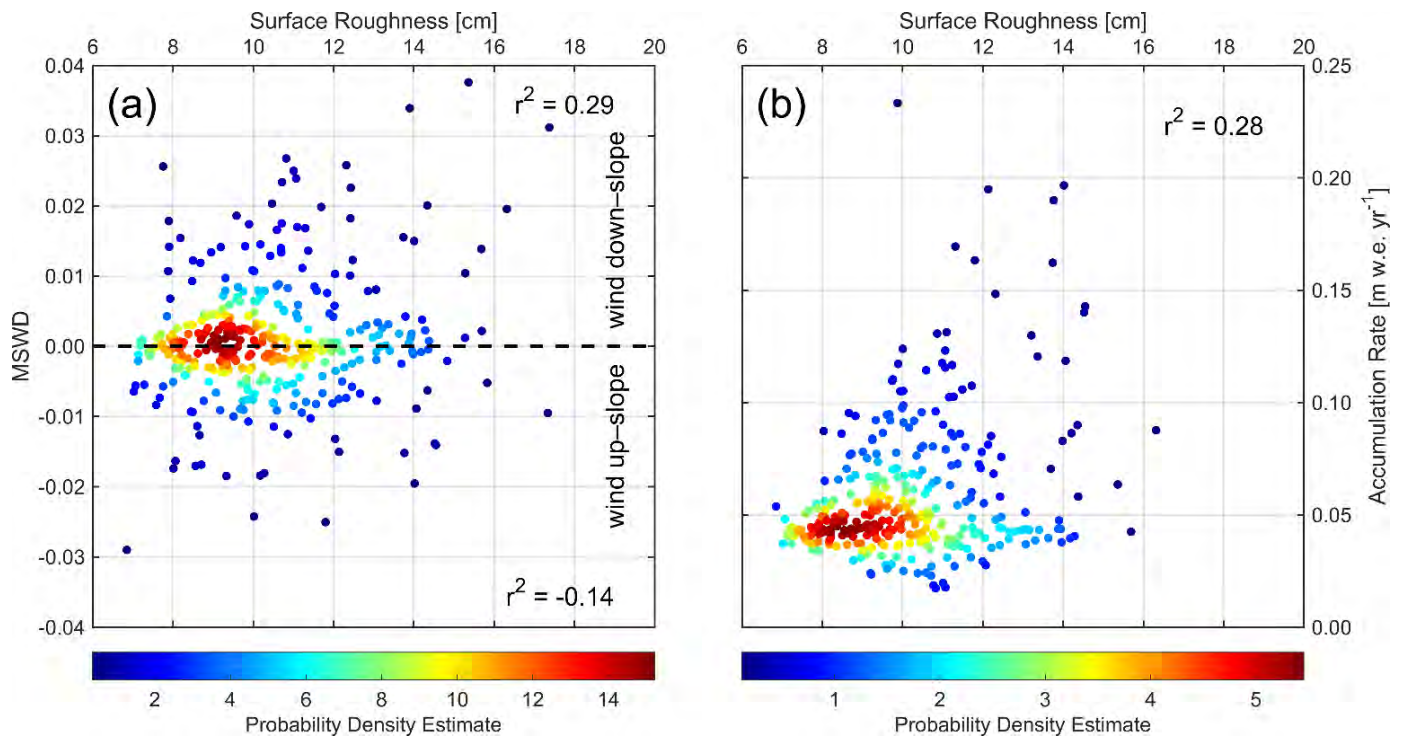 Surface Roughness [cm]
6 8 10 12 14 16 18 20
(a)
r² = 0.29
0.04
0.03
0.02
0.01
0.00
-0.01
-0.02
-0.03
-0.04
MSWD
wind down–slope
wind up–slope
r² = -0.14
2 4 6 8 10 12 14
Probability Density Estimate
Surface Roughness [cm]
6 8 10 12 14 16 18 20
(b)
r² = 0.28
0.25
0.20
0.15
0.10
0.05
0.00
Accumulation Rate [m w.e. yr⁻¹]
1 2 3 4 5
Probability Density Estimate